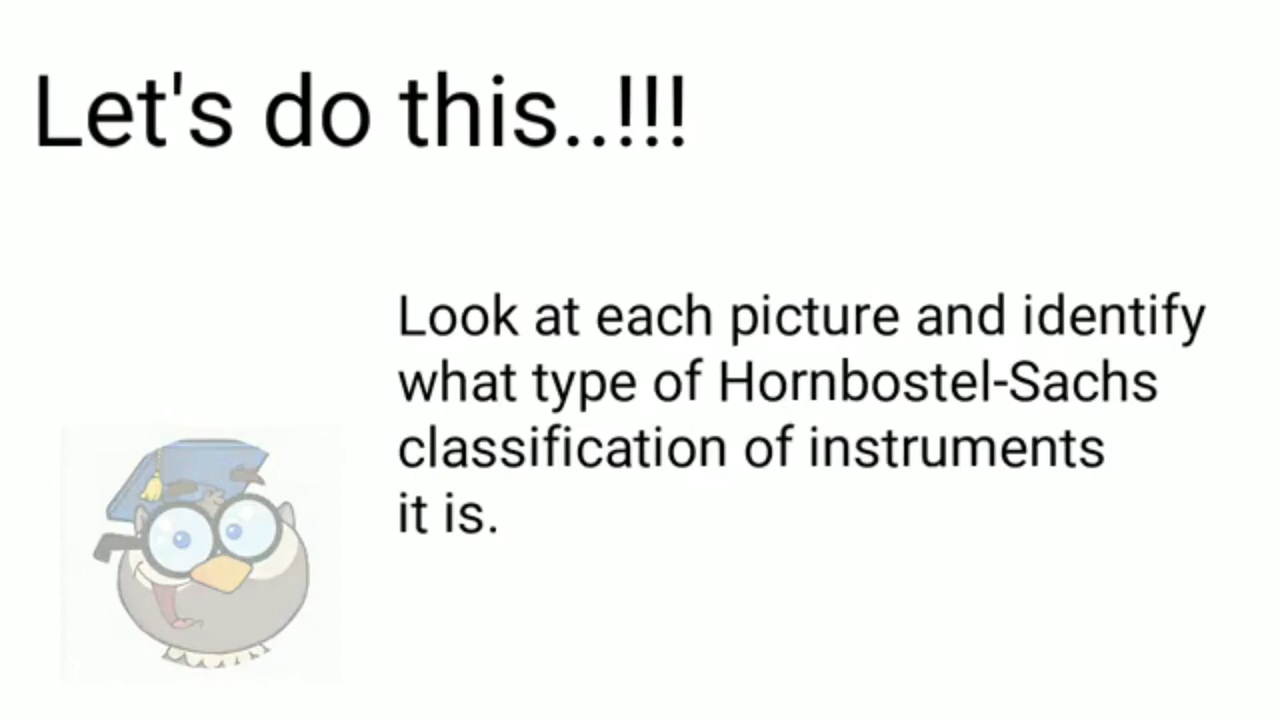 Let's do this..!!!
Look at each picture and identify
what type of Hornbostel-Sachs
classification of instruments
it is.